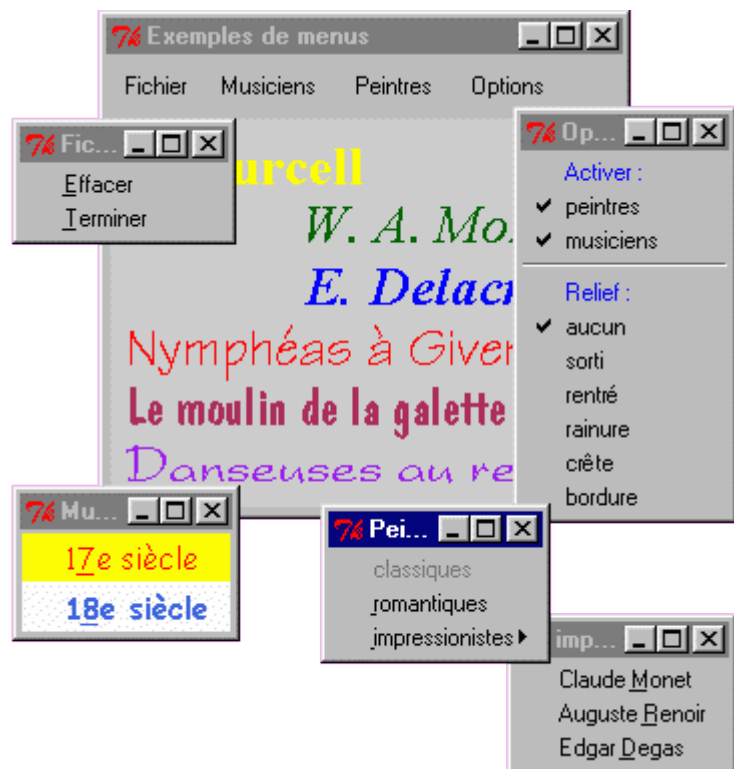 Exemples de menus
Fichier Musiciens Peintres Options
Fic...
Effacer
Terminer
urcell
W. A. Mo
E. Delac
Nymphéas à Giver
Le moulin de la galette
Danseuses au re
Op...
Activer :
peintres
musiciens
Relief :
aucun
sorti
rentré
rainure
crête
bordure
Mu...
17e siècle
18e siècle
Pei...
classiques
romantiques
impressionistes
imp...
Claude Monet
Auguste Renoir
Edgar Degas